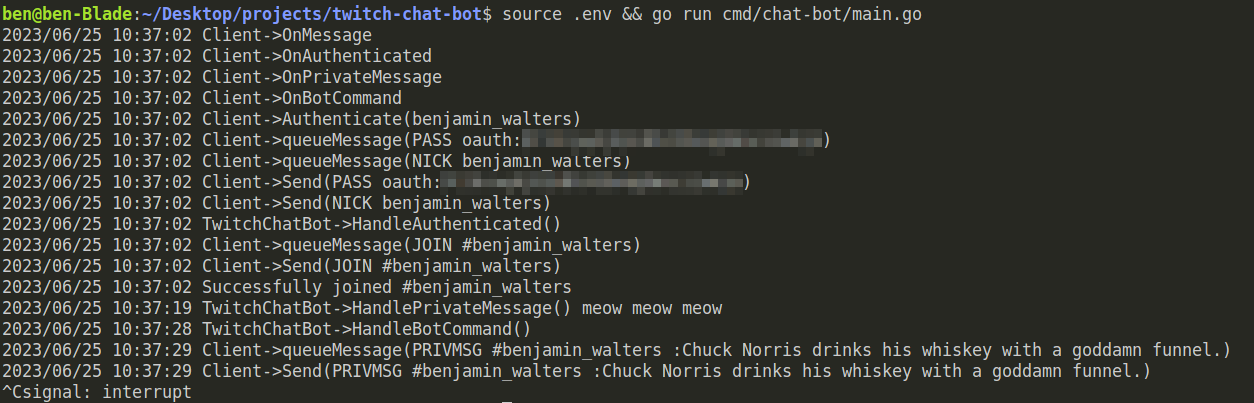 ben@ben-Blade:~/Desktop/projects/twitch-chat-bot$ source .env && go run cmd/chat-bot/main.go
2023/06/25 10:37:02 Client->OnMessage
2023/06/25 10:37:02 Client->OnAuthenticated
2023/06/25 10:37:02 Client->OnPrivateMessage
2023/06/25 10:37:02 Client->OnBotCommand
2023/06/25 10:37:02 Client->Authenticate(benjamin_walters)
2023/06/25 10:37:02 Client->queueMessage(PASS oauth:)
2023/06/25 10:37:02 Client->queueMessage(NICK benjamin_walters)
2023/06/25 10:37:02 Client->Send(PASS oauth:)
2023/06/25 10:37:02 Client->Send(NICK benjamin_walters)
2023/06/25 10:37:02 TwitchChatBot->HandleAuthenticated()
2023/06/25 10:37:02 Client->queueMessage(JOIN #benjamin_walters)
2023/06/25 10:37:02 Client->Send(JOIN #benjamin_walters)
2023/06/25 10:37:02 Successfully joined #benjamin_walters
2023/06/25 10:37:19 TwitchChatBot->HandlePrivateMessage() meow meow meow
2023/06/25 10:37:28 TwitchChatBot->HandleBotCommand()
2023/06/25 10:37:29 Client->queueMessage(PRIVMSG #benjamin_walters :Chuck Norris drinks his whiskey with a goddamn funnel.)
2023/06/25 10:37:29 Client->Send(PRIVMSG #benjamin_walters :Chuck Norris drinks his whiskey with a goddamn funnel.)
^Csignal: interrupt